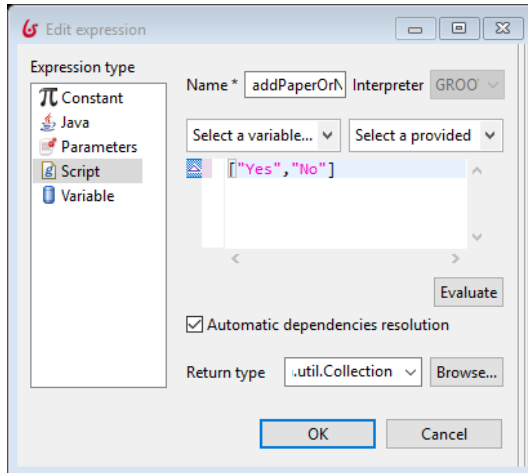 Edit expression
Expression type
Constant
Java
Parameters
Script
Variable
Name * addPaperOrN Interpreter GROO
Select a variable... Select a provided
["Yes","No"]
Evaluate
Automatic dependencies resolution
Return type .util.Collection Browse...
OK Cancel